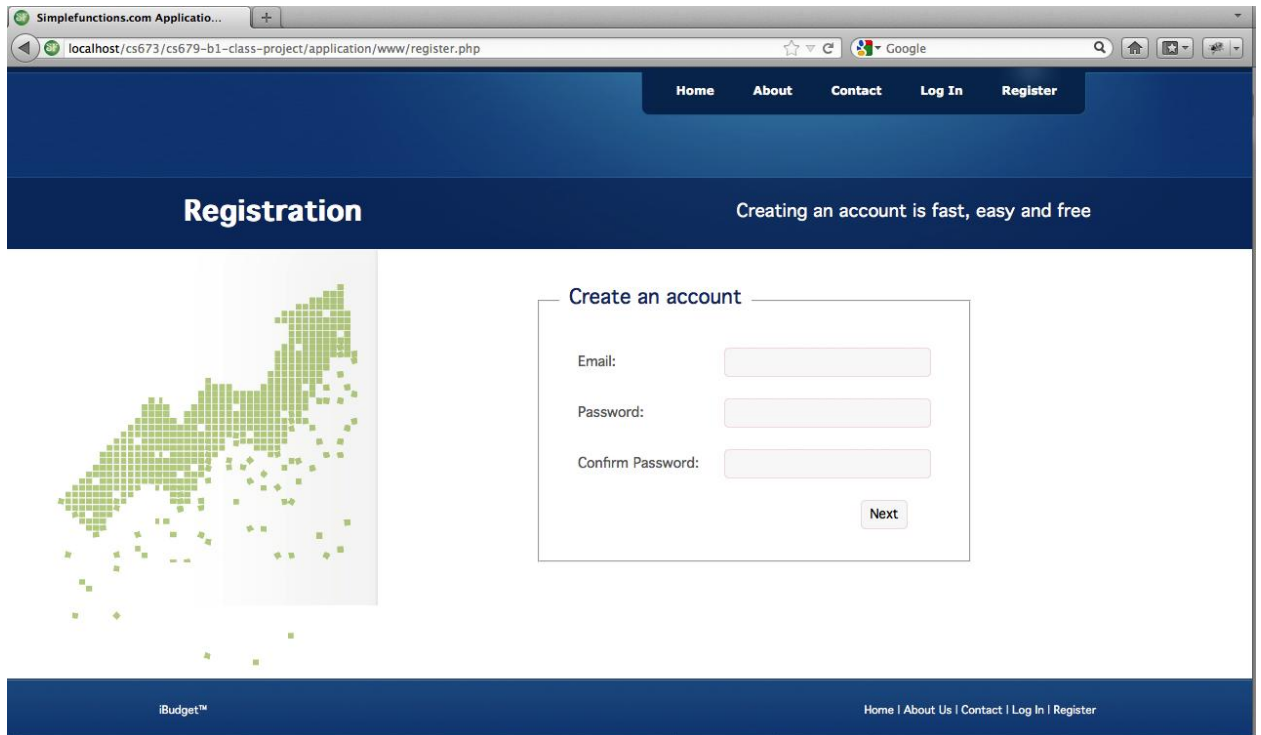 Simplefunctions.com Applicatio...
localhost/cs673/cs679-b1-class-project/application/www/register.php
Google
Home About Contact Log In Register
Registration
Creating an account is fast, easy and free
Create an account
Email:
Password:
Confirm Password:
Next
iBudget™
Home | About Us | Contact | Log In | Register